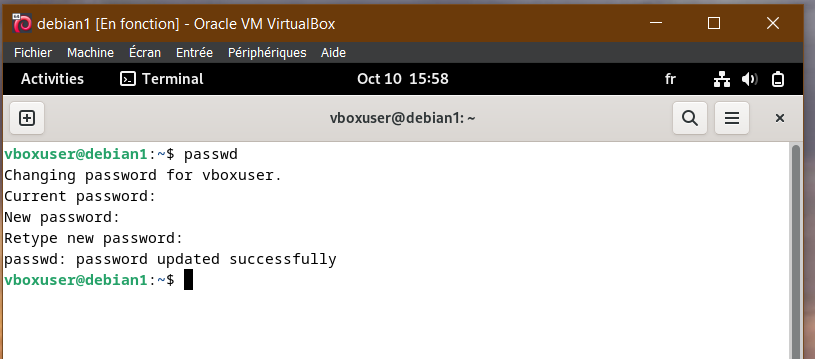 debian1 [En fonction] - Oracle VM VirtualBox
Fichier Machine Écran Entrée Périphériques Aide
Activities Terminal Oct 10 15:58 fr
vboxuser@debian1: ~
vboxuser@debian1:~$ passwd
Changing password for vboxuser.
Current password:
New password:
Retype new password:
passwd: password updated successfully
vboxuser@debian1:~$